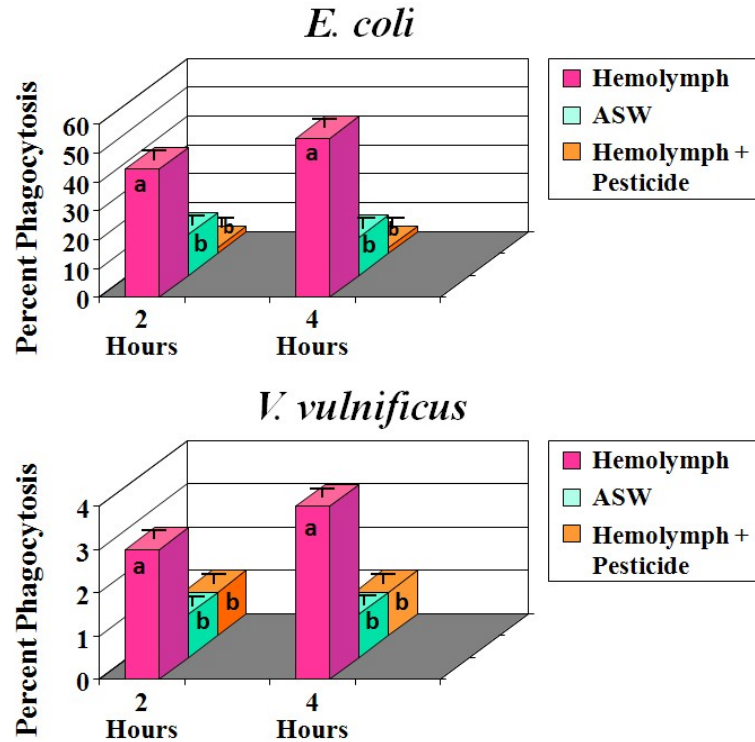 E. coli
Percent Phagocytosis
60
50
40
30
20
10
0
a
b
b
a
b
b
2
Hours
4
Hours
Hemolymph
ASW
Hemolymph +
Pesticide
V. vulnificus
Percent Phagocytosis
4
3
2
1
0
a
b
b
a
b
b
2
Hours
4
Hours
Hemolymph
ASW
Hemolymph +
Pesticide